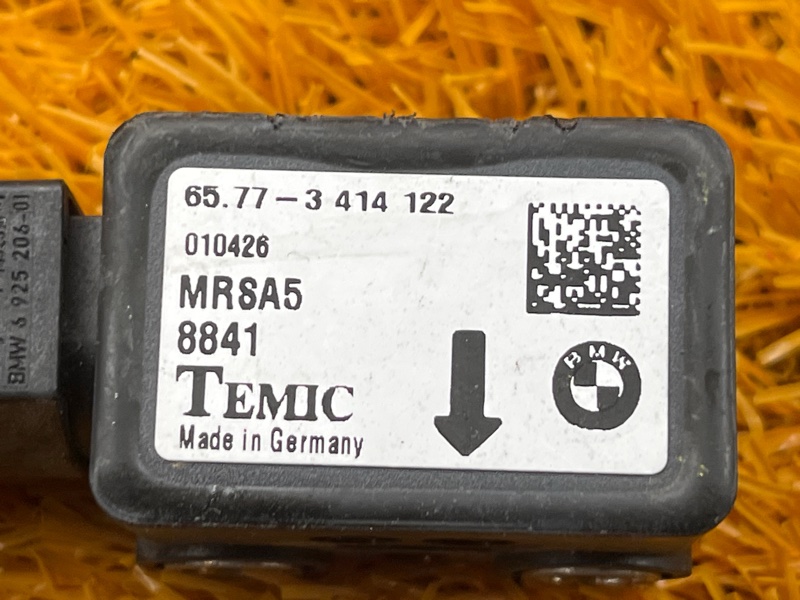 65.77-3 414 122
010426
MRSA5
8841
TEMIC
Made in Germany
BMW
BMW 6 925 206-01